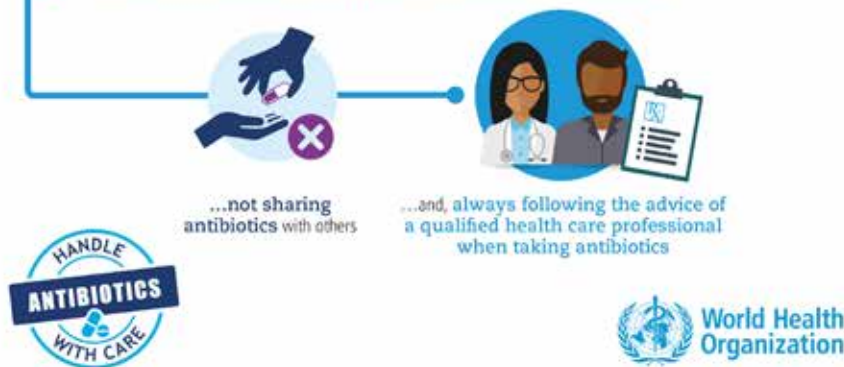 ...not sharing
antibiotics with others
...and, always following the advice of
a qualified health care professional
when taking antibiotics
HANDLE
ANTIBIOTICS
WITH CARE
World Health
Organization